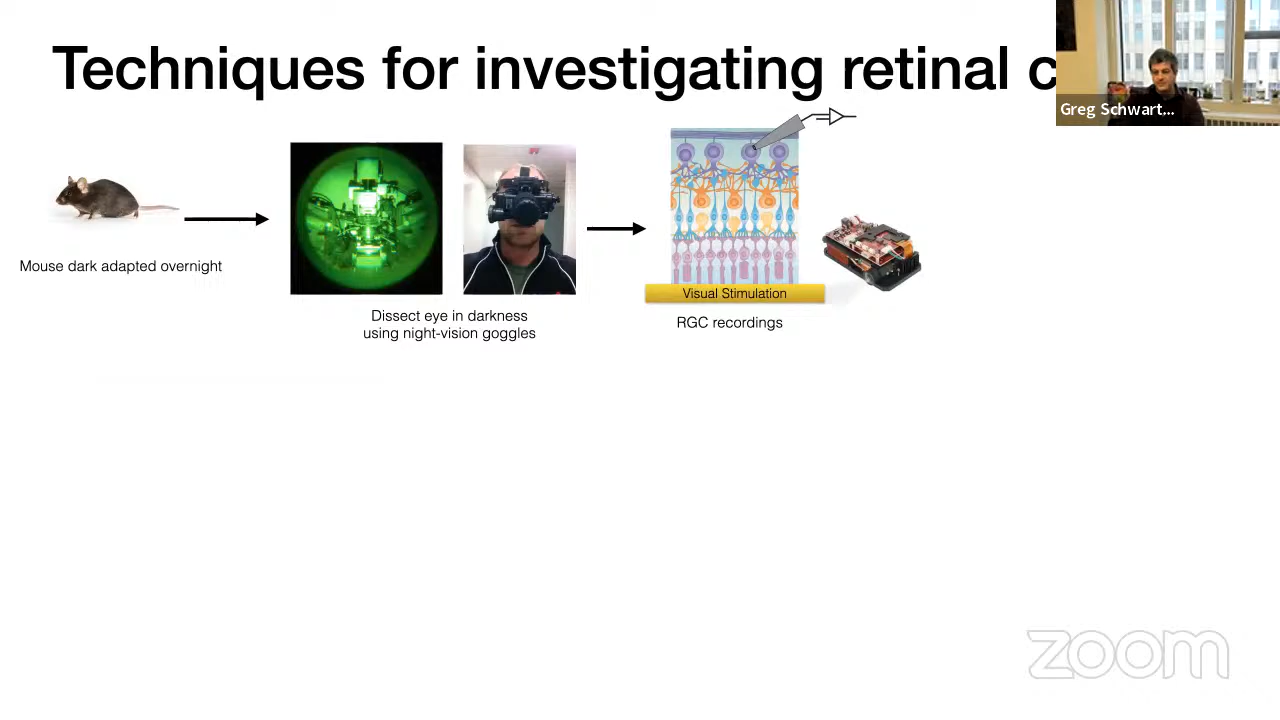 Techniques for investigating retinal c
Greg Schwart...
Mouse dark adapted overnight
Dissect eye in darkness
using night-vision goggles
Visual Stimulation
RGC recordings
zoom